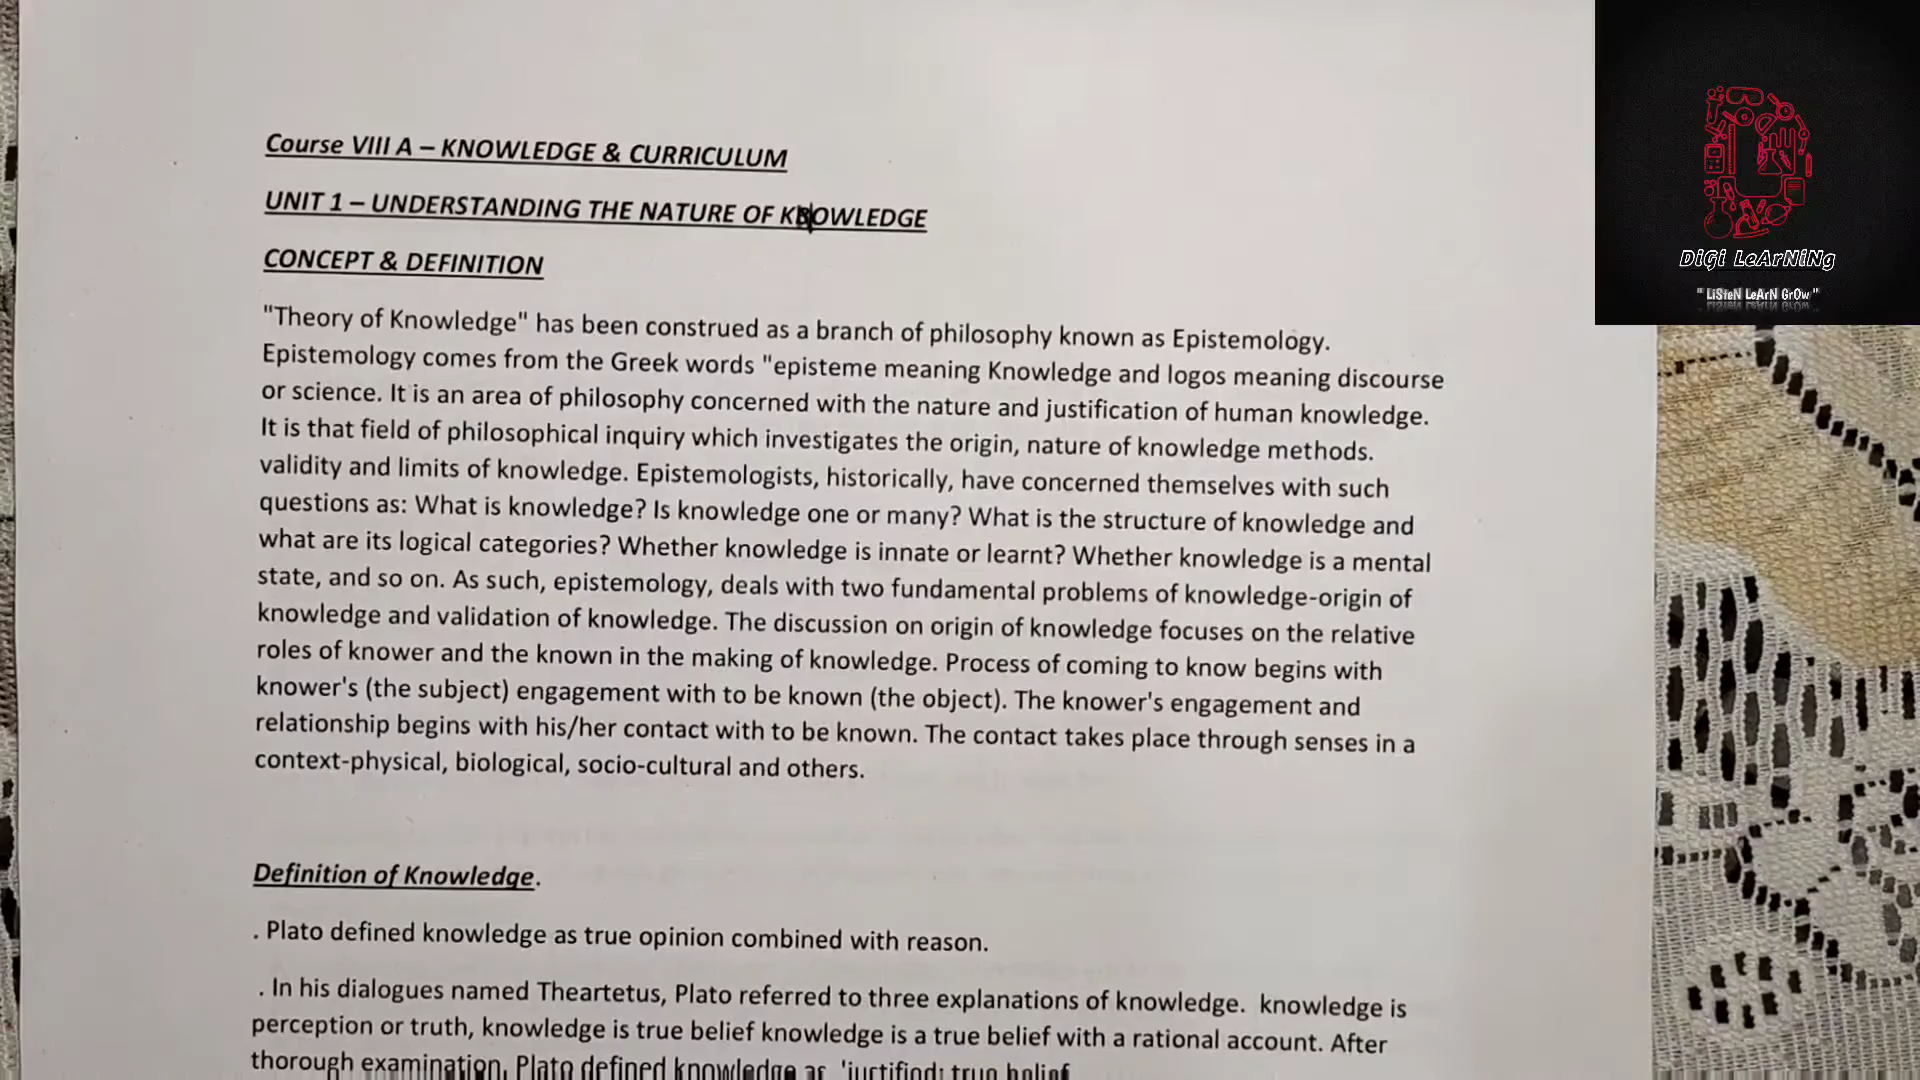 Course VIII A – KNOWLEDGE & CURRICULUM
UNIT 1 – UNDERSTANDING THE NATURE OF KNOWLEDGE
CONCEPT & DEFINITION
"Theory of Knowledge" has been construed as a branch of philosophy known as Epistemology.
Epistemology comes from the Greek words "episteme meaning Knowledge and logos meaning discourse
or science. It is an area of philosophy concerned with the nature and justification of human knowledge.
It is that field of philosophical inquiry which investigates the origin, nature of knowledge methods.
validity and limits of knowledge. Epistemologists, historically, have concerned themselves with such
questions as: What is knowledge? Is knowledge one or many? What is the structure of knowledge and
what are its logical categories? Whether knowledge is innate or learnt? Whether knowledge is a mental
state, and so on. As such, epistemology, deals with two fundamental problems of knowledge-origin of
knowledge and validation of knowledge. The discussion on origin of knowledge focuses on the relative
roles of knower and the known in the making of knowledge. Process of coming to know begins with
knower's (the subject) engagement with to be known (the object). The knower's engagement and
relationship begins with his/her contact with to be known. The contact takes place through senses in a
context-physical, biological, socio-cultural and others.
Definition of Knowledge.
. Plato defined knowledge as true opinion combined with reason.
. In his dialogues named Theartetus, Plato referred to three explanations of knowledge. knowledge is
perception or truth, knowledge is true belief knowledge is a true belief with a rational account. After
thorough examination, Plato defined knowledge as 'justified; true belief
DiGi LeArNiNg
" LiSteN LeArN GrOw "